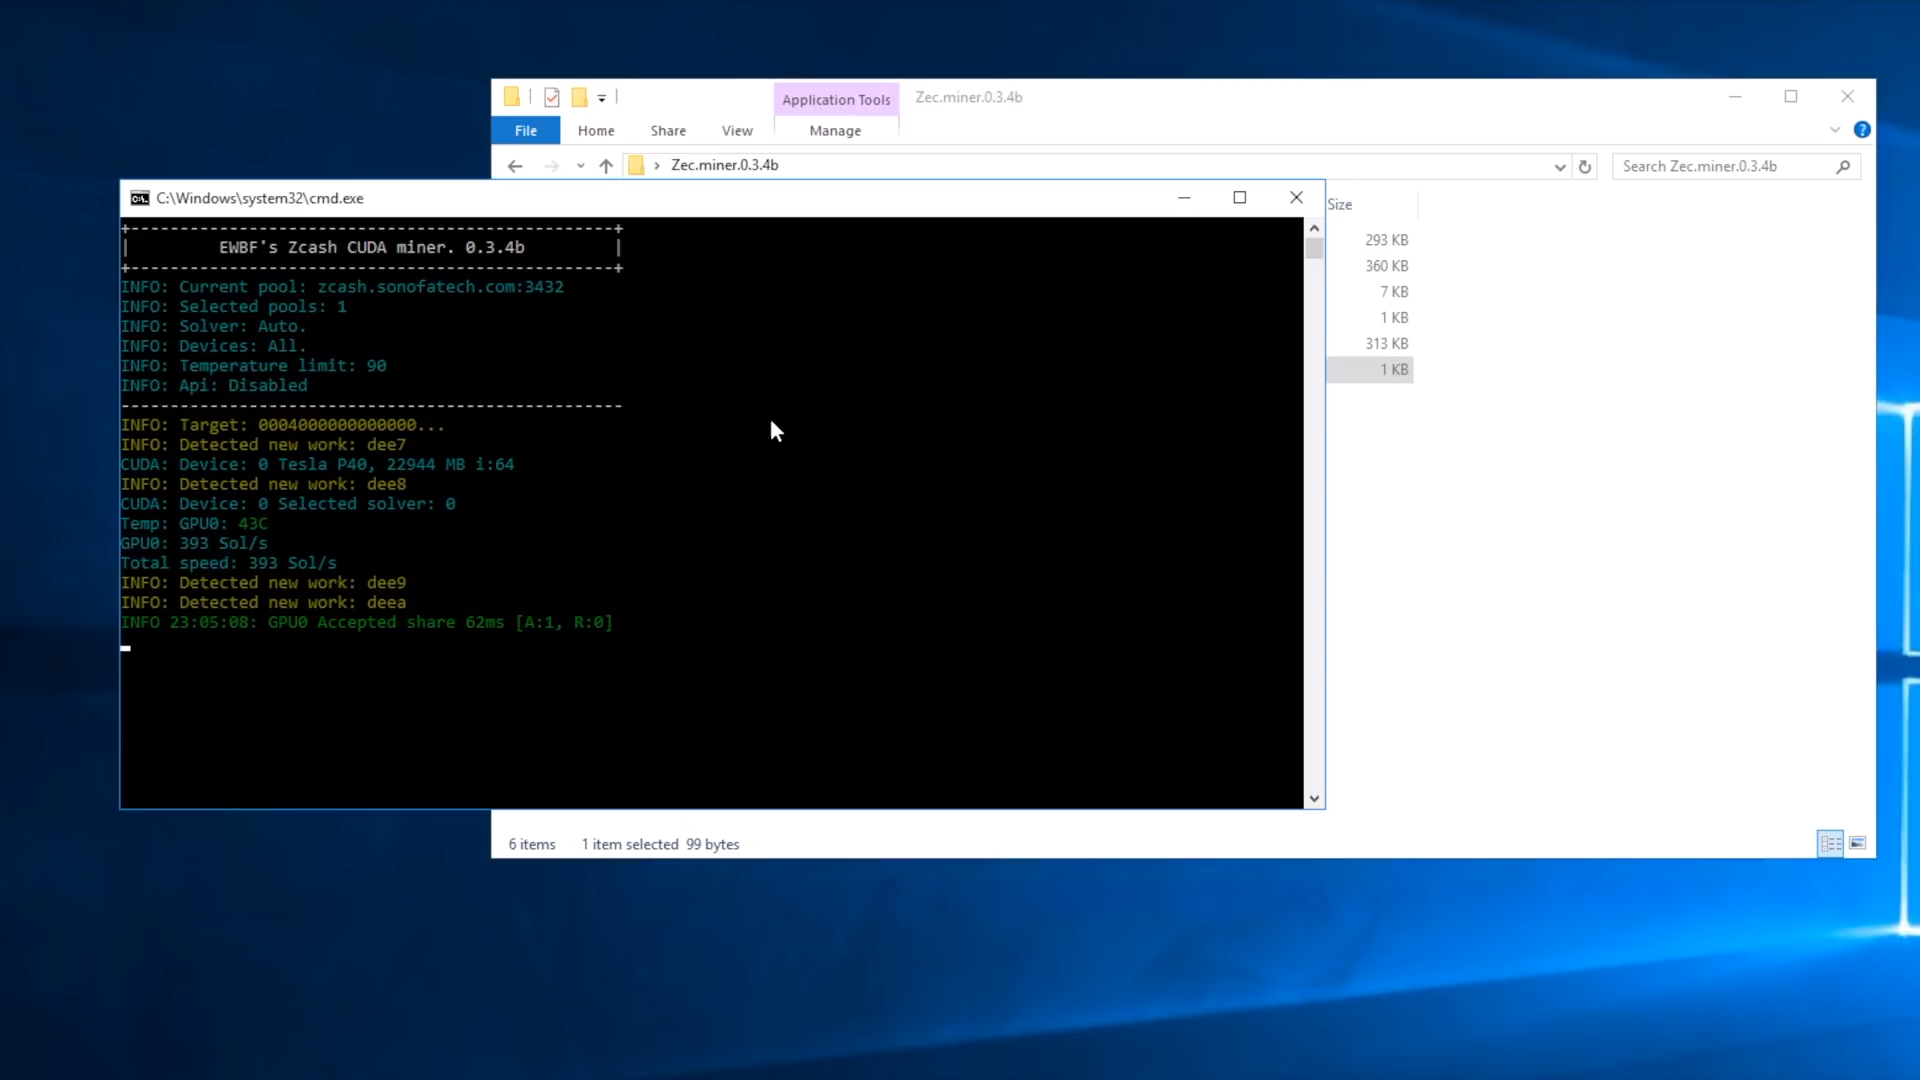 Application Tools
Zec.miner.0.3.4b
File
Home
Share
View
Manage
Zec.miner.0.3.4b
Search Zec.miner.0.3.4b
C:\Windows\system32\cmd.exe
Size
293 KB
360 KB
7 KB
1 KB
313 KB
1 KB
+--------------------------------------------------+
| EWBF's Zcash CUDA miner. 0.3.4b |
+--------------------------------------------------+
INFO: Current pool: zcash.sonofatech.com:3432
INFO: Selected pools: 1
INFO: Solver: Auto.
INFO: Devices: All.
INFO: Temperature limit: 90
INFO: Api: Disabled
---------------------------------------------------
INFO: Target: 0004000000000000...
INFO: Detected new work: dee7
CUDA: Device: 0 Tesla P40, 22944 MB i:64
INFO: Detected new work: dee8
CUDA: Device: 0 Selected solver: 0
Temp: GPU0: 43C
GPU0: 393 Sol/s
Total speed: 393 Sol/s
INFO: Detected new work: dee9
INFO: Detected new work: deea
INFO 23:05:08: GPU0 Accepted share 62ms [A:1, R:0]
6 items
1 item selected 99 bytes